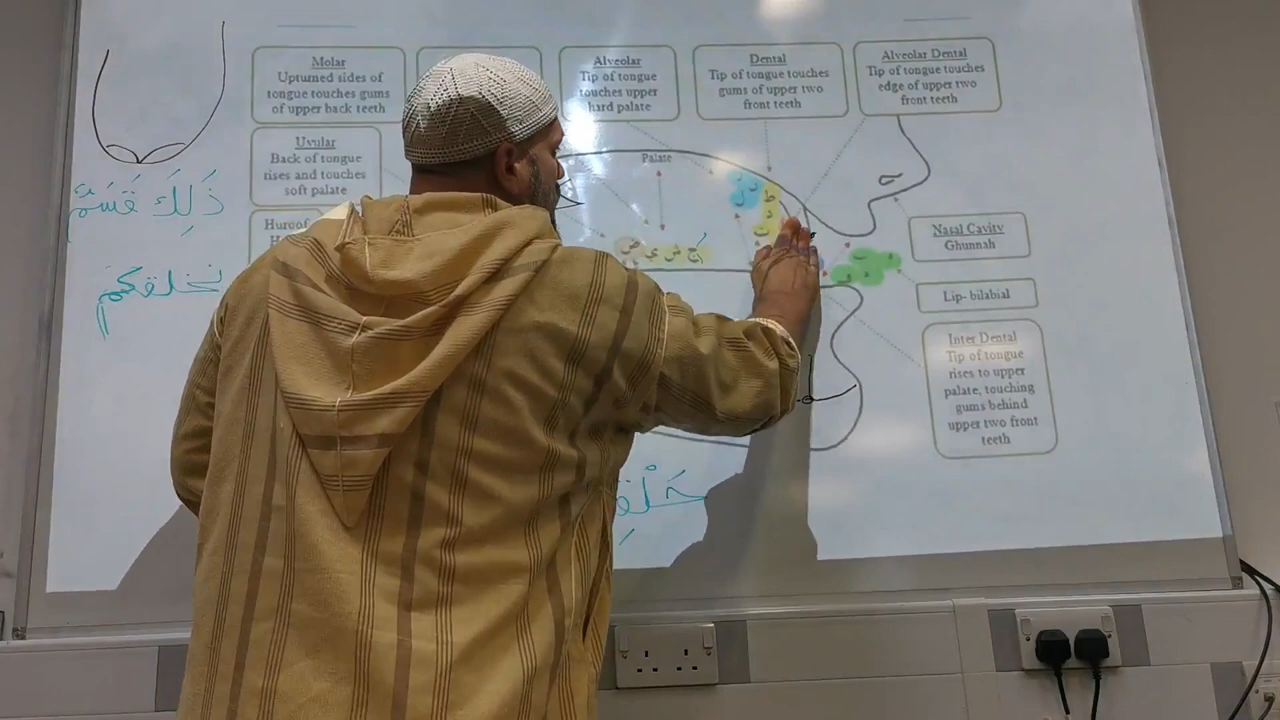 Molar
Upturned sides of
tongue touches gums
of upper back teeth
Alveolar
Tip of tongue
touches upper
hard palate
Dental
Tip of tongue touches
gums of upper two
front teeth
Alveolar Dental
Tip of tongue touches
edge of upper two
front teeth
Uvular
Back of tongue
rises and touches
soft palate
Palate
ط
د
ت
ج ش ي ض
Nasal Cavity
Ghunnah
Lip- bilabial
Inter Dental
Tip of tongue
rises to upper
palate, touching
gums behind
upper two front
teeth
ذَلِكَ قَسَمٌ
نخلقكم